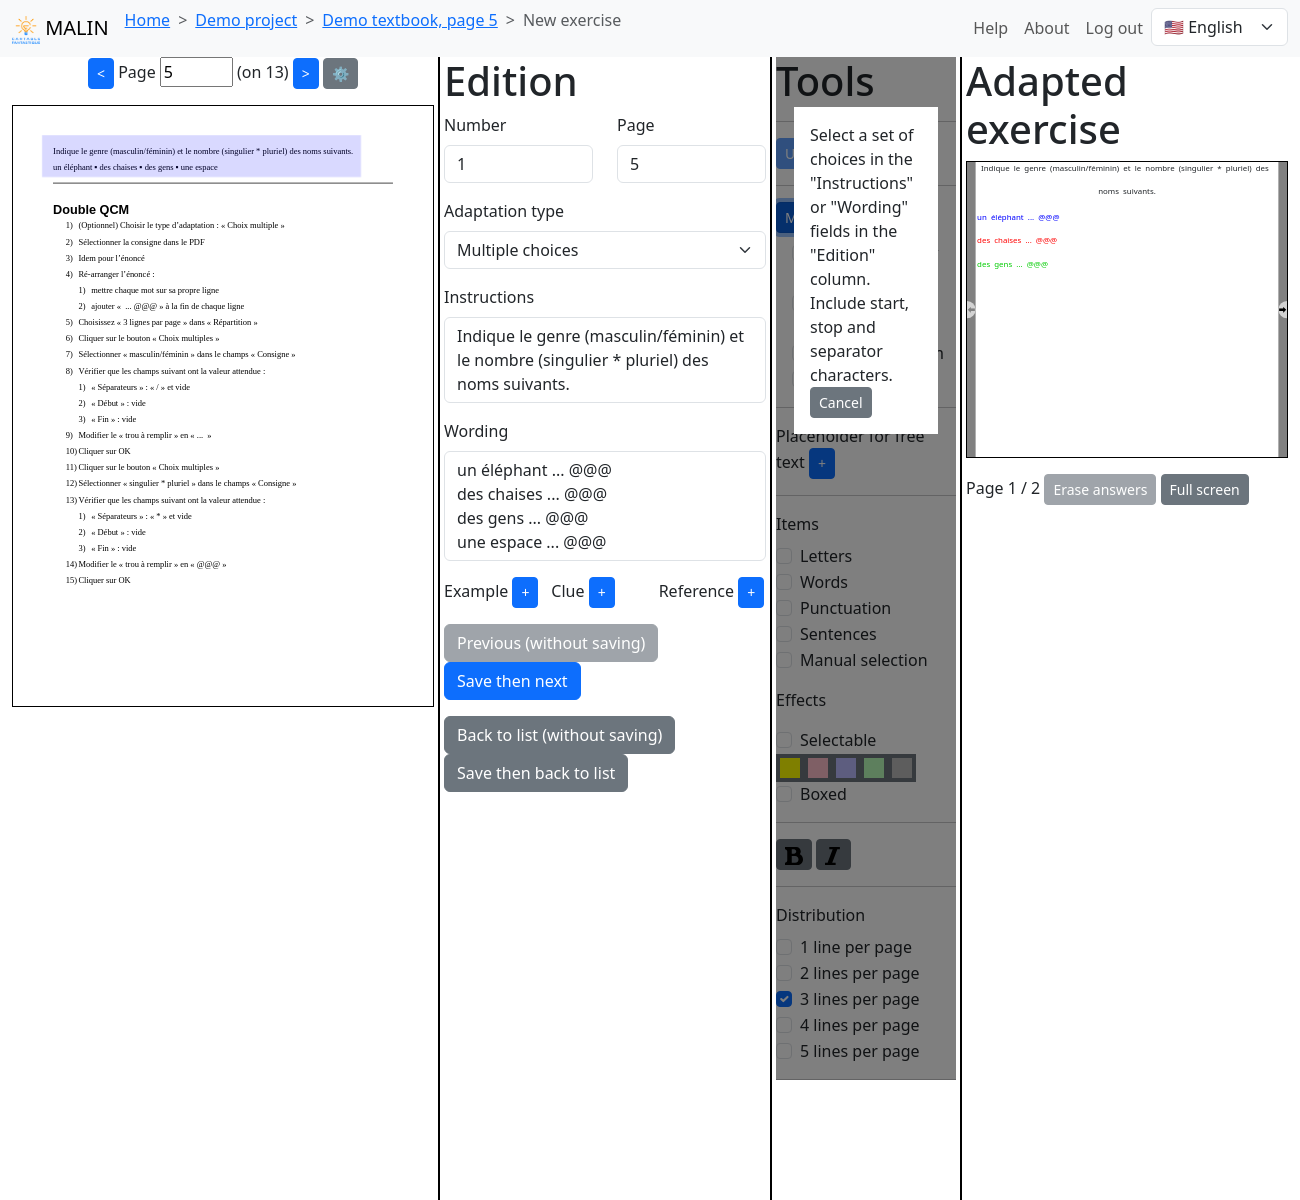 MALIN
Home > Demo project > Demo textbook, page 5 > New exercise
Help About Log out 🇺🇸 English
< Page 5 (on 13) > ⚙️
Indique le genre (masculin/féminin) et le nombre (singulier * pluriel) des noms suivants.
un éléphant • des chaises • des gens • une espace
Double QCM
1) (Optionnel) Choisir le type d’adaptation : « Choix multiple »
2) Sélectionner la consigne dans le PDF
3) Idem pour l’énoncé
4) Ré-arranger l’énoncé :
1) mettre chaque mot sur sa propre ligne
2) ajouter « ... @@@ » à la fin de chaque ligne
5) Choisissez « 3 lignes par page » dans « Répartition »
6) Cliquer sur le bouton « Choix multiples »
7) Sélectionner « masculin/féminin » dans le champs « Consigne »
8) Vérifier que les champs suivant ont la valeur attendue :
1) « Séparateurs » : « / » et vide
2) « Début » : vide
3) « Fin » : vide
9) Modifier le « trou à remplir » en « ... »
10) Cliquer sur OK
11) Cliquer sur le bouton « Choix multiples »
12) Sélectionner « singulier * pluriel » dans le champs « Consigne »
13) Vérifier que les champs suivant ont la valeur attendue :
1) « Séparateurs » : « * » et vide
2) « Début » : vide
3) « Fin » : vide
14) Modifier le « trou à remplir » en « @@@ »
15) Cliquer sur OK
Edition
Number Page
1 5
Adaptation type
Multiple choices
Instructions
Indique le genre (masculin/féminin) et
le nombre (singulier * pluriel) des
noms suivants.
Wording
un éléphant ... @@@
des chaises ... @@@
des gens ... @@@
une espace ... @@@
Example + Clue + Reference +
Previous (without saving)
Save then next
Back to list (without saving)
Save then back to list
Tools
U
M
Select a set of
choices in the
"Instructions"
or "Wording"
fields in the
"Edition"
column.
Include start,
stop and
separator
characters.
Cancel
n
Placeholder for free
text +
Items
Letters
Words
Punctuation
Sentences
Manual selection
Effects
Selectable
Boxed
B I
Distribution
1 line per page
2 lines per page
3 lines per page
4 lines per page
5 lines per page
Adapted
exercise
Indique le genre (masculin/féminin) et le nombre (singulier * pluriel) des
noms suivants.
un éléphant ... @@@
des chaises ... @@@
des gens ... @@@
Page 1 / 2 Erase answers Full screen